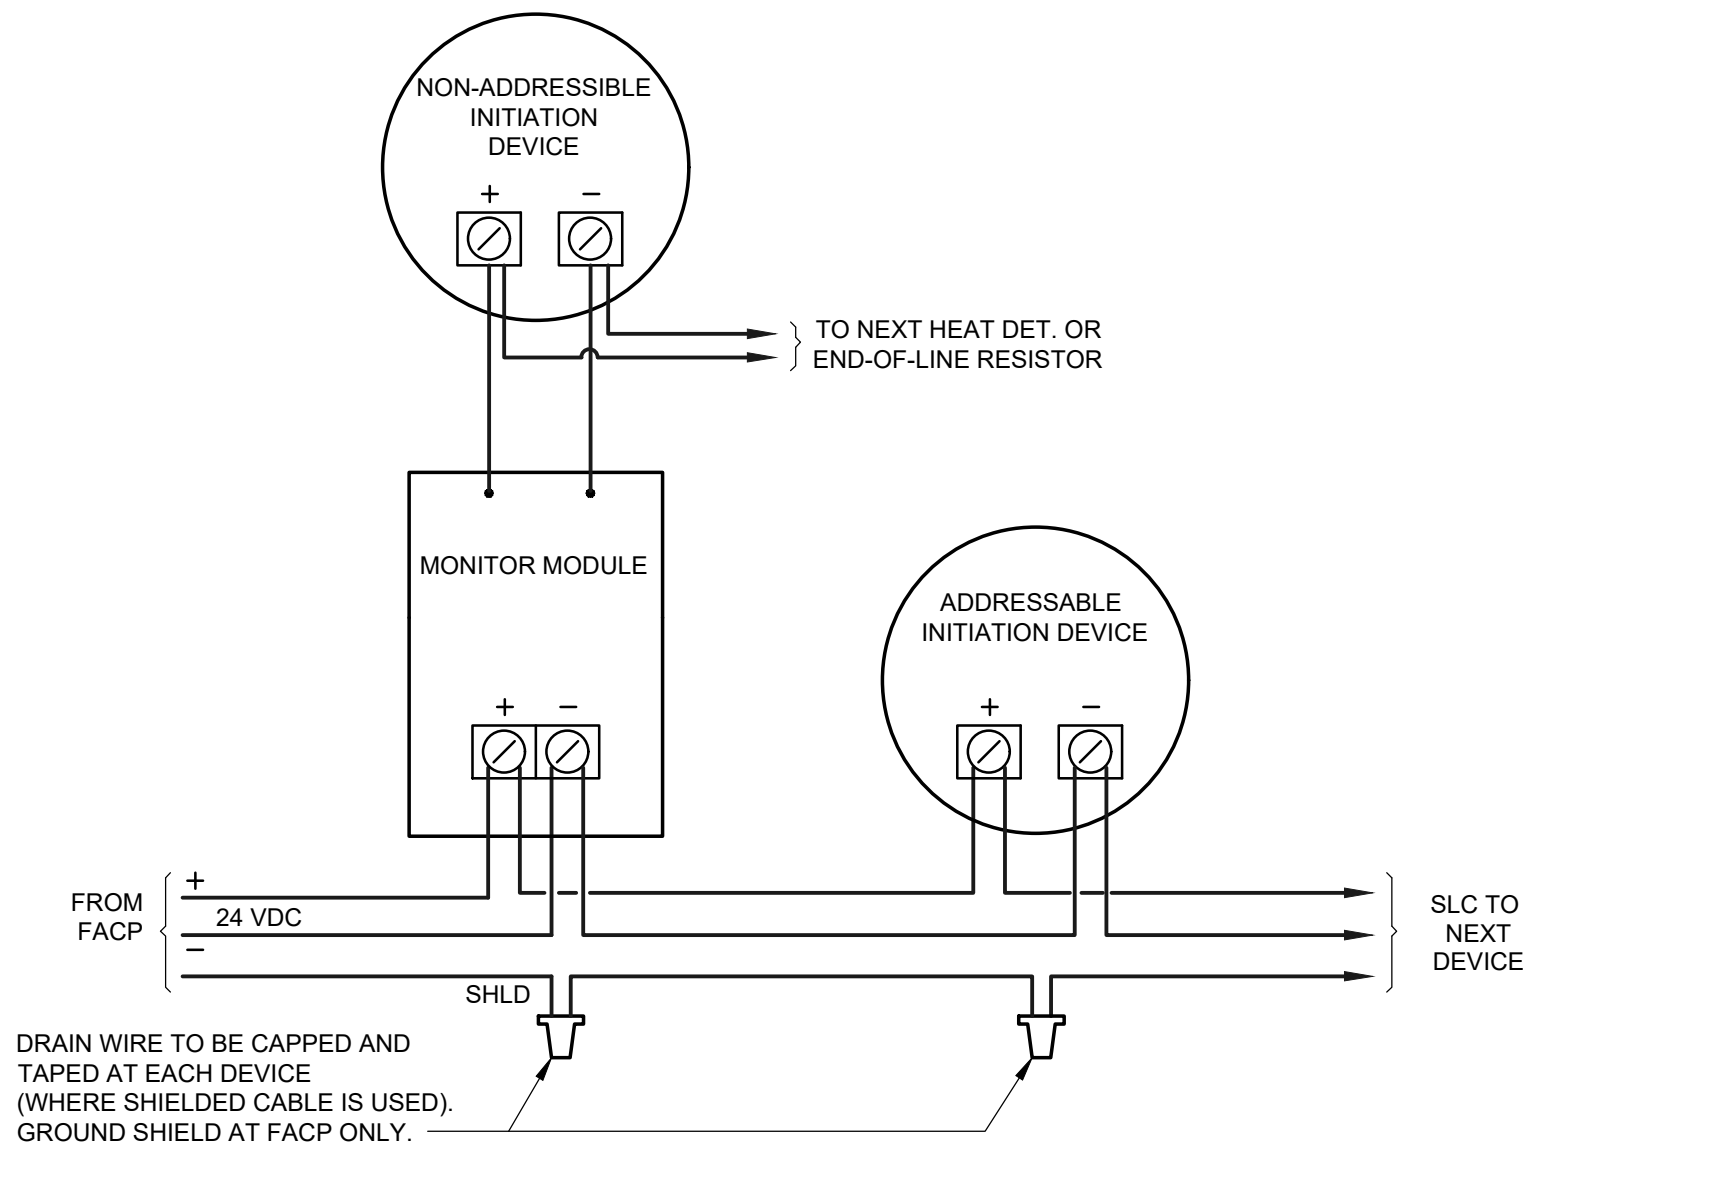 NON-ADDRESSIBLE
INITIATION
DEVICE
+ −
TO NEXT HEAT DET. OR
END-OF-LINE RESISTOR
MONITOR MODULE
+ −
ADDRESSABLE
INITIATION DEVICE
+ −
FROM
FACP
+
24 VDC
−
SHLD
SLC TO
NEXT
DEVICE
DRAIN WIRE TO BE CAPPED AND
TAPED AT EACH DEVICE
(WHERE SHIELDED CABLE IS USED).
GROUND SHIELD AT FACP ONLY.